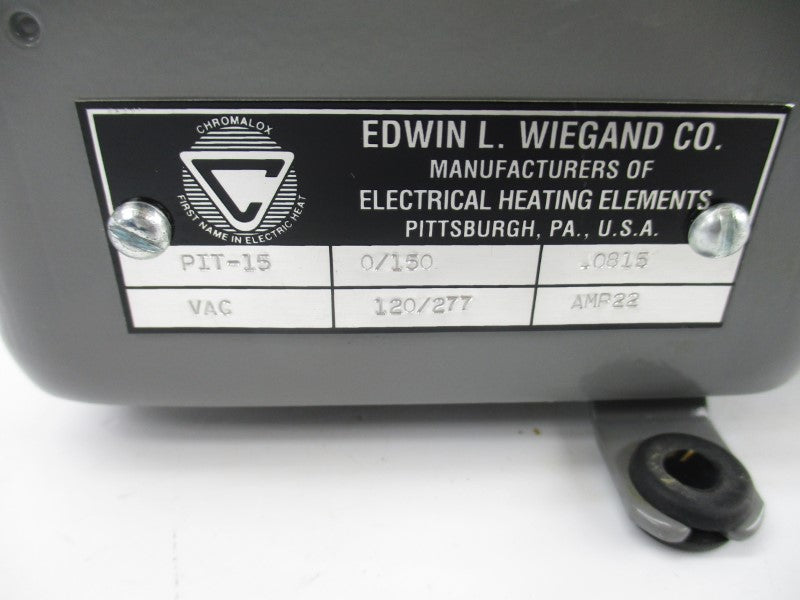 CHROMALOX
C
FIRST NAME IN ELECTRIC HEAT
EDWIN L. WIEGAND CO.
MANUFACTURERS OF
ELECTRICAL HEATING ELEMENTS
PITTSBURGH, PA., U.S.A.
PIT-15 0/150 .0815
VAC 120/277 AMP22